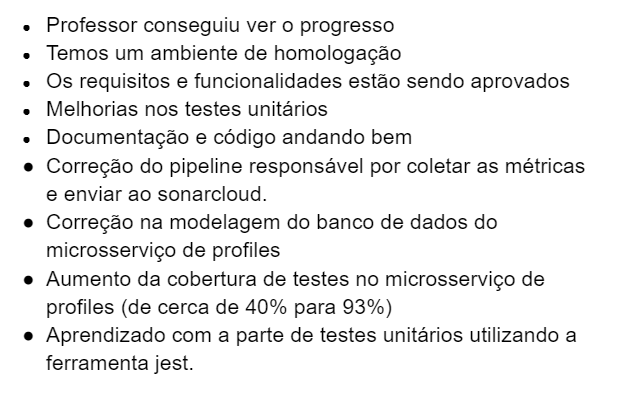 • Professor conseguiu ver o progresso
• Temos um ambiente de homologação
• Os requisitos e funcionalidades estão sendo aprovados
• Melhorias nos testes unitários
• Documentação e código andando bem
● Correção do pipeline responsável por coletar as métricas
e enviar ao sonarcloud.
● Correção na modelagem do banco de dados do
microsserviço de profiles
● Aumento da cobertura de testes no microsserviço de
profiles (de cerca de 40% para 93%)
● Aprendizado com a parte de testes unitários utilizando a
ferramenta jest.